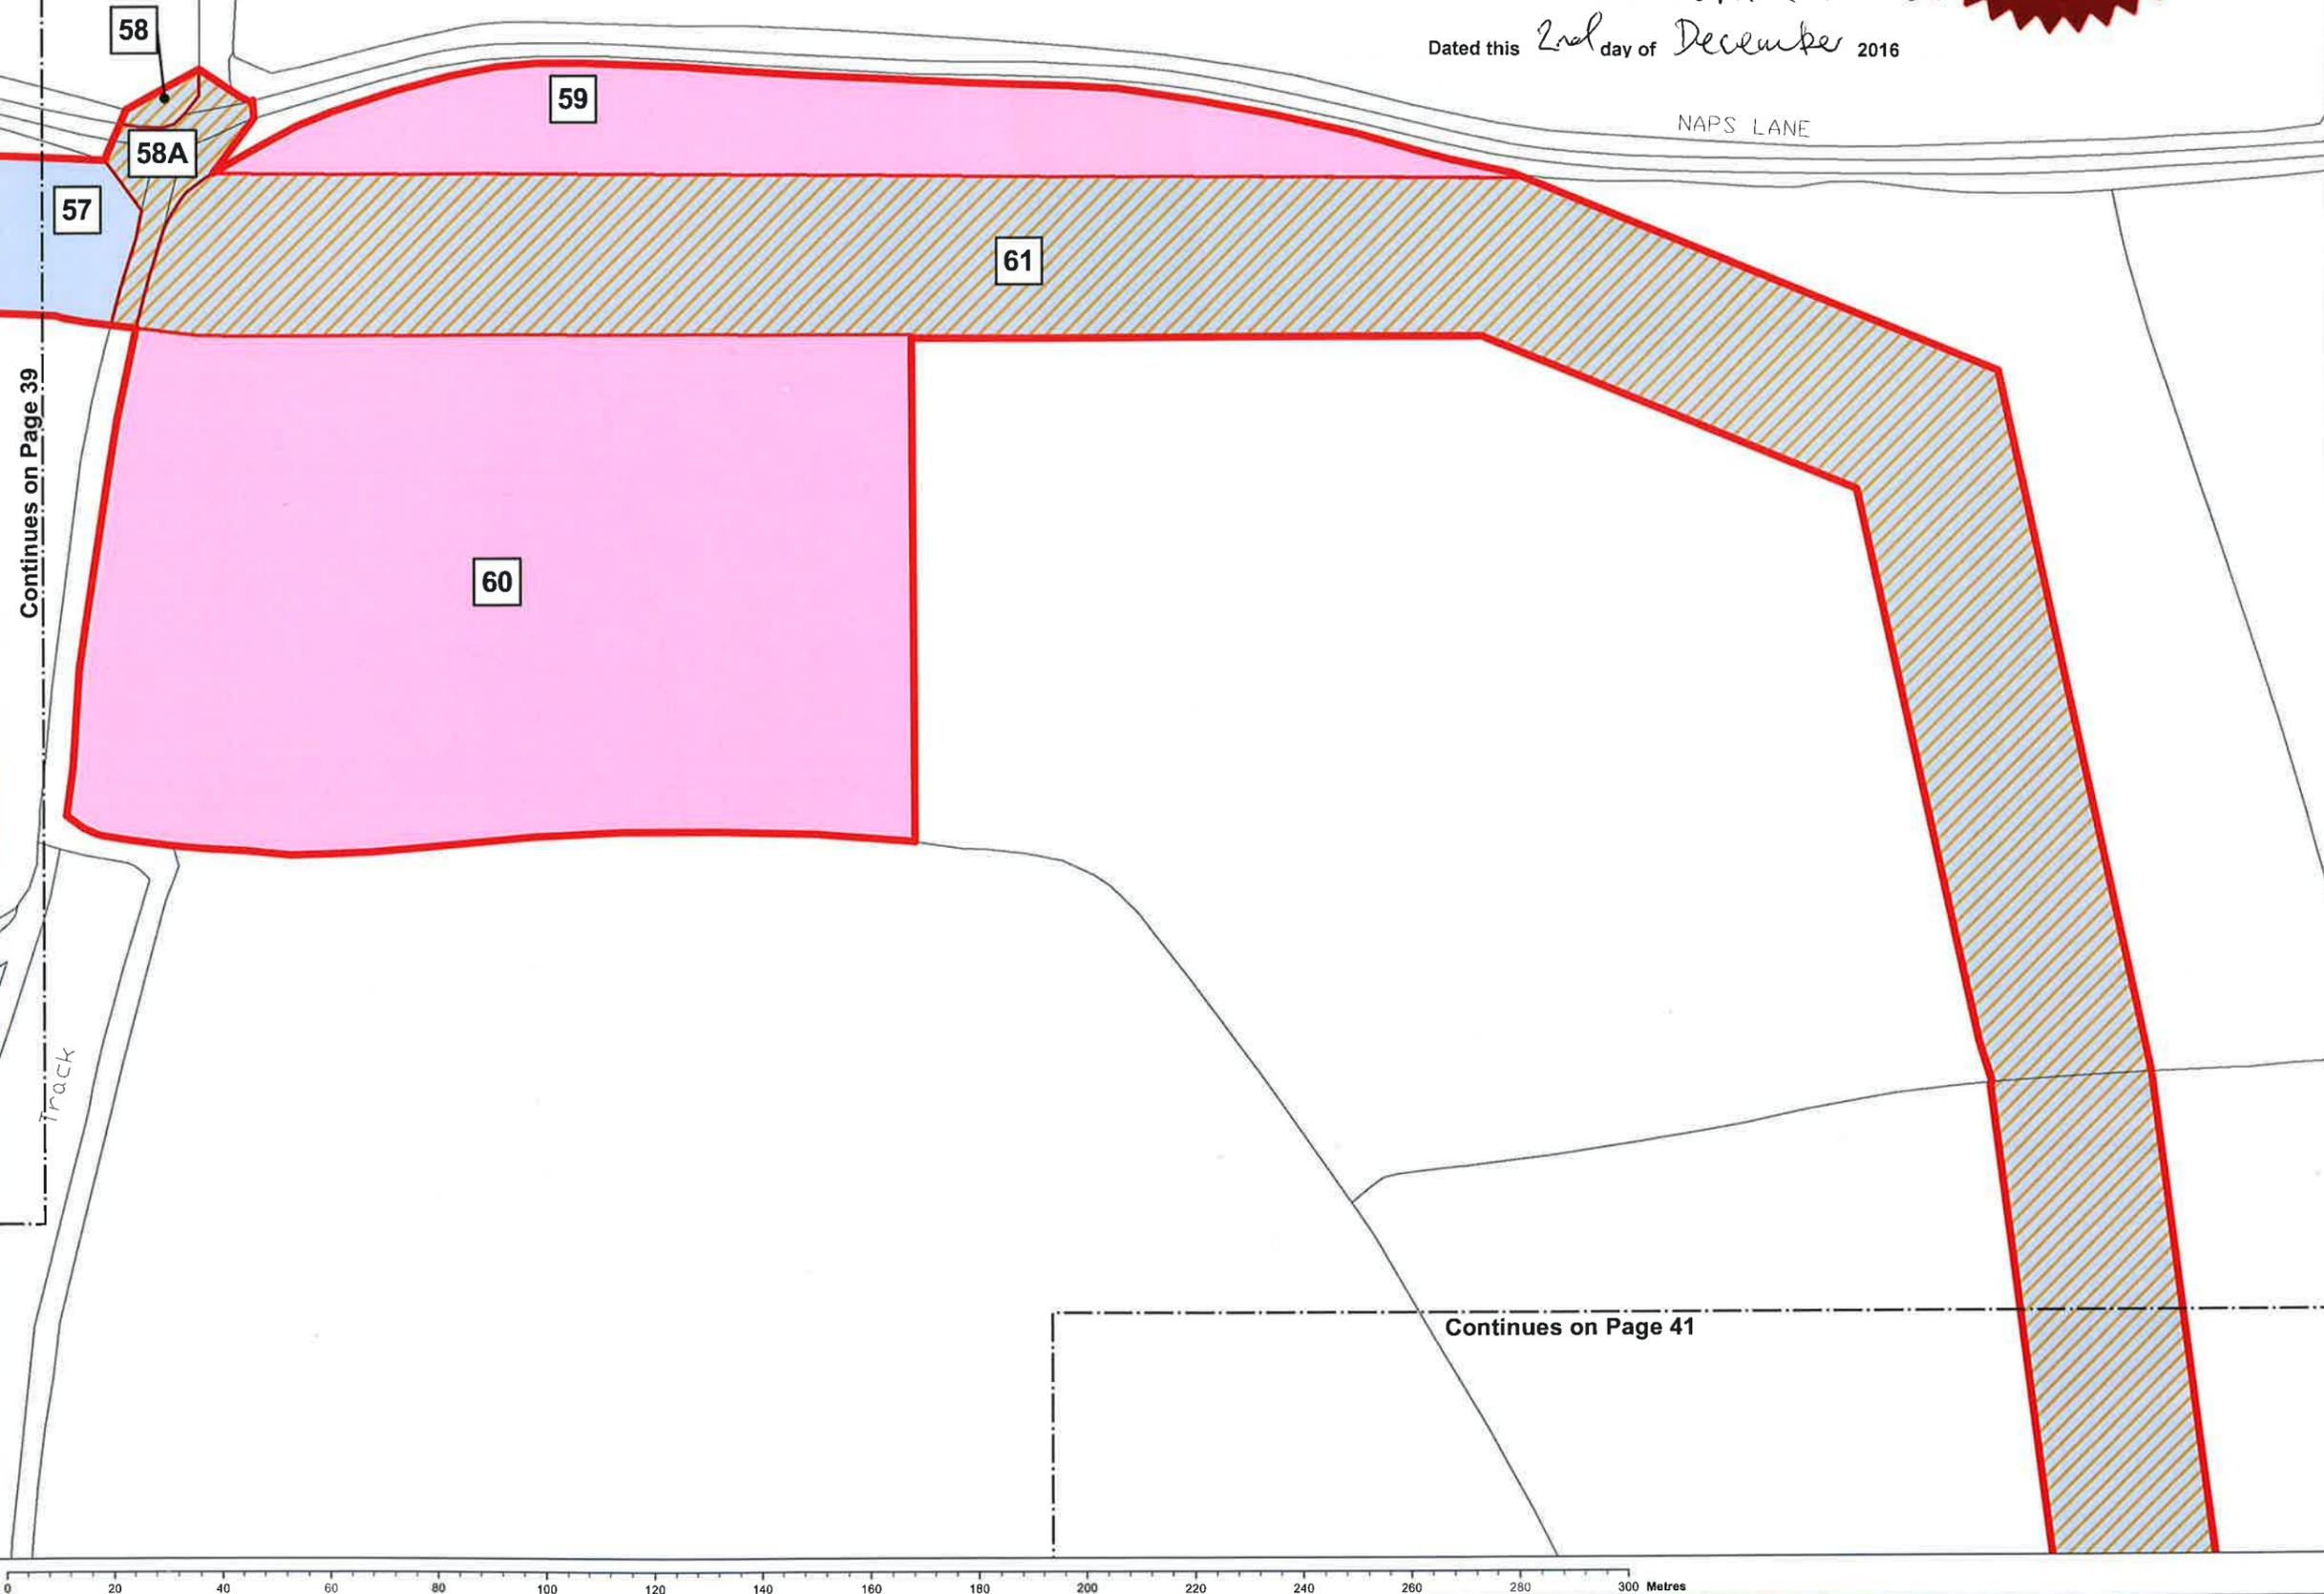 58
Dated this 2nd day of December 2016
59
NAPS LANE
58A
57
61
Continues on Page 39
60
Track
Continues on Page 41
0 20 40 60 80 100 120 140 160 180 200 220 240 260 280 300 Metres